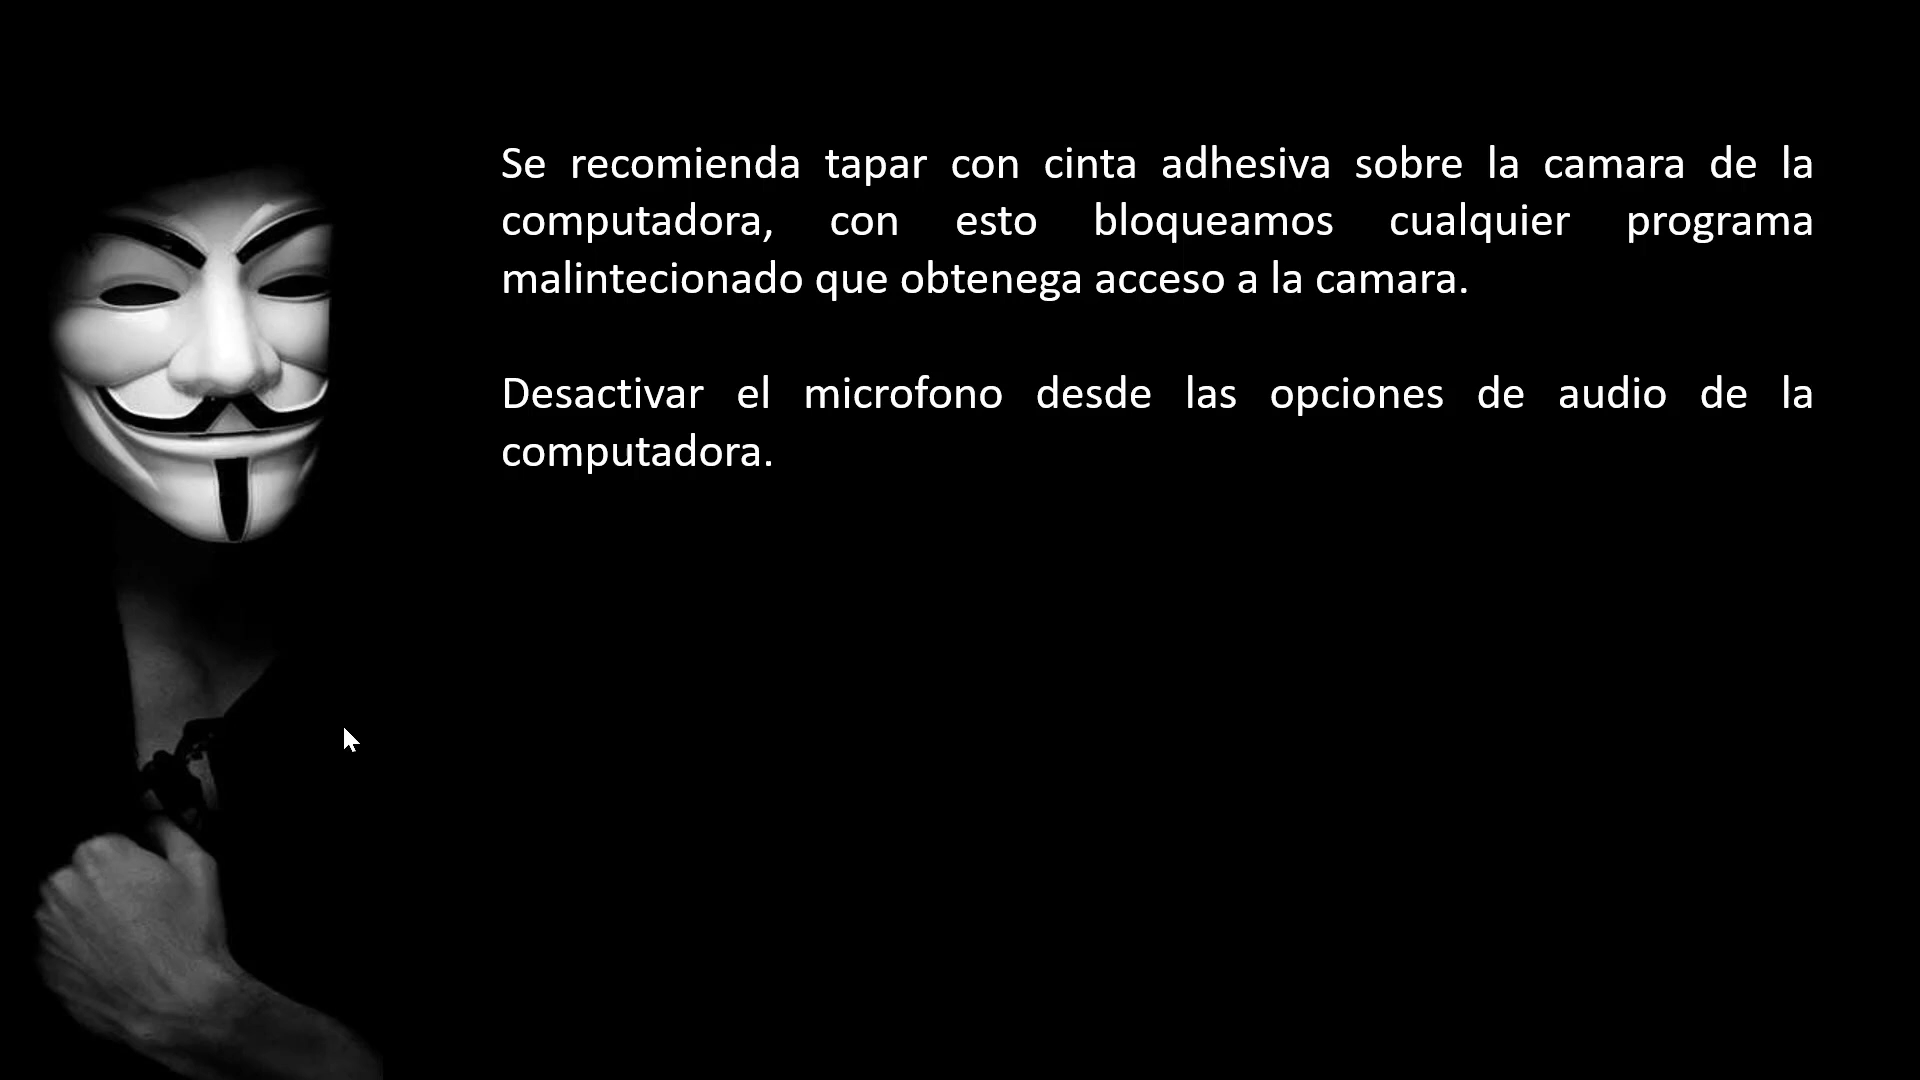 Se recomienda tapar con cinta adhesiva sobre la camara de la
computadora, con esto bloqueamos cualquier programa
malintecionado que obtenega acceso a la camara.
Desactivar el microfono desde las opciones de audio de la
computadora.